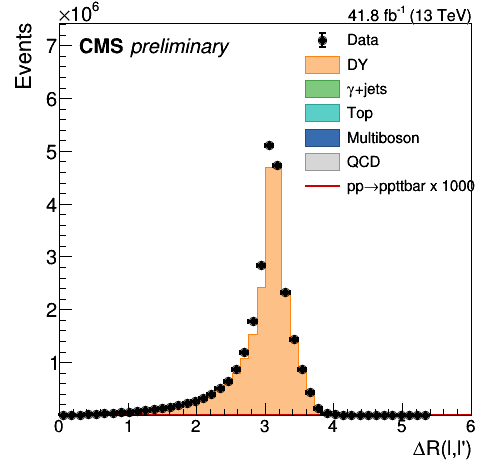 ×10⁶
41.8 fb⁻¹ (13 TeV)
CMS preliminary
Events
Data
DY
γ+jets
Top
Multiboson
QCD
pp→ppttbar x 1000
7
6
5
4
3
2
1
0 1 2 3 4 5 6
ΔR(l,l')